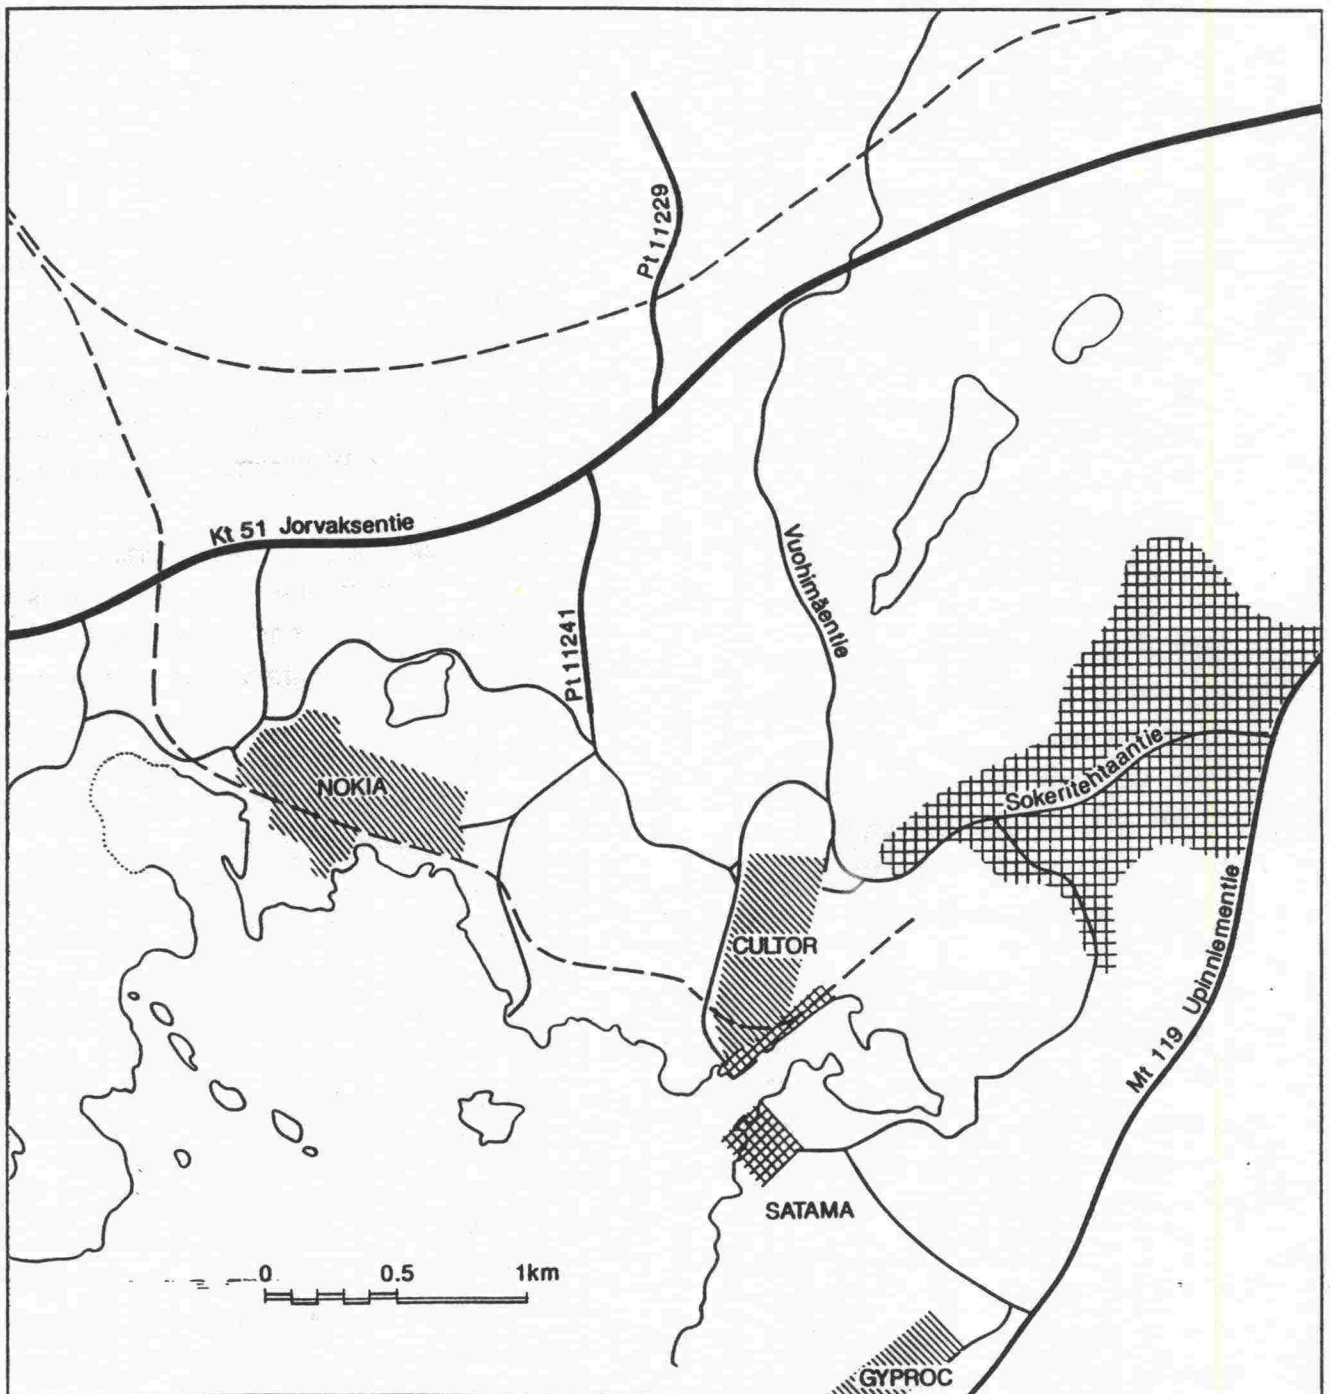 Pt 11229
Kt 51 Jorvaksentie
Vuohimäentie
Pt 11241
Sokeritehtaantie
NOKIA
CULTOR
Mt 119 Upinniementie
SATAMA
0 0.5 1km
GYPROC